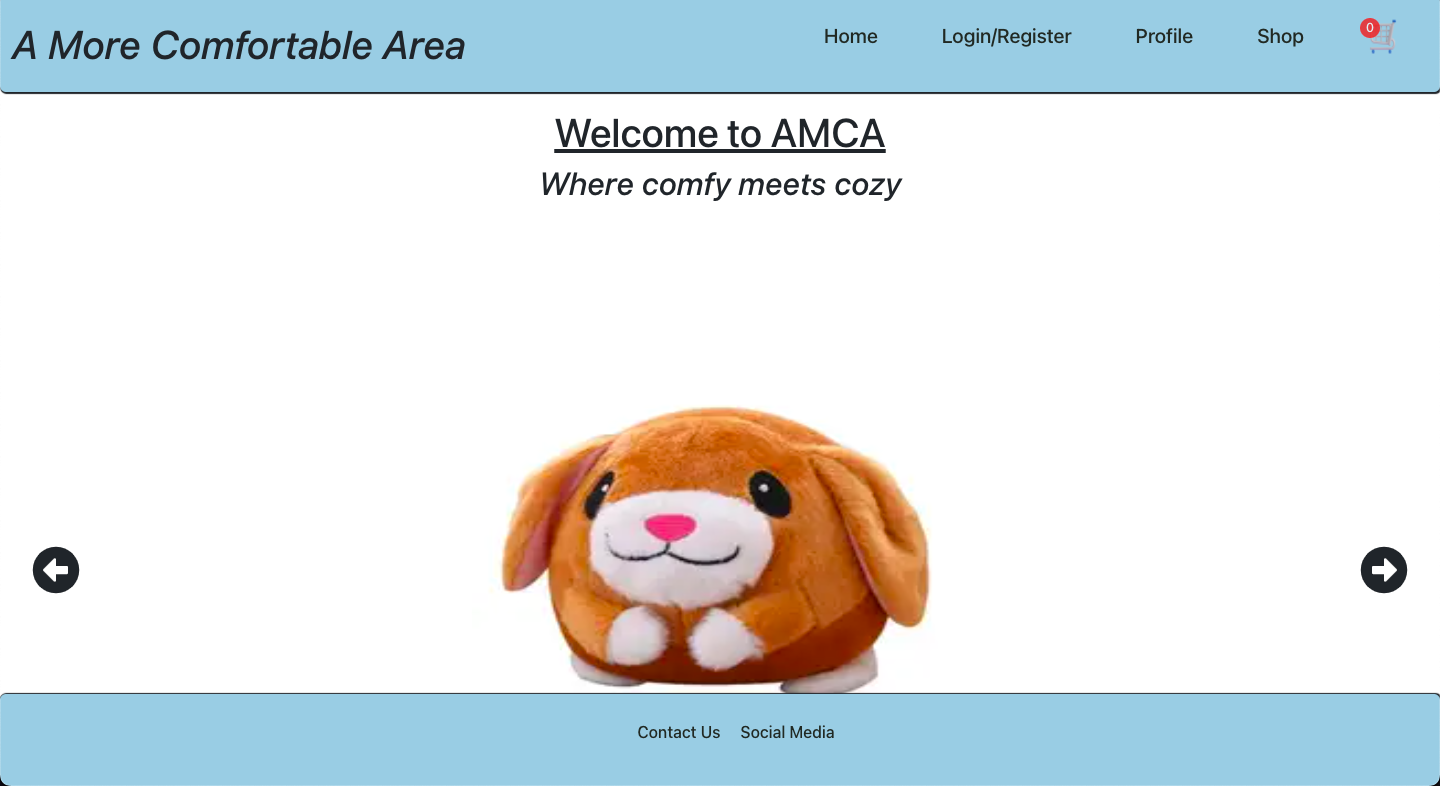 A More Comfortable Area
Home Login/Register Profile Shop 0
Welcome to AMCA
Where comfy meets cozy
Contact Us Social Media